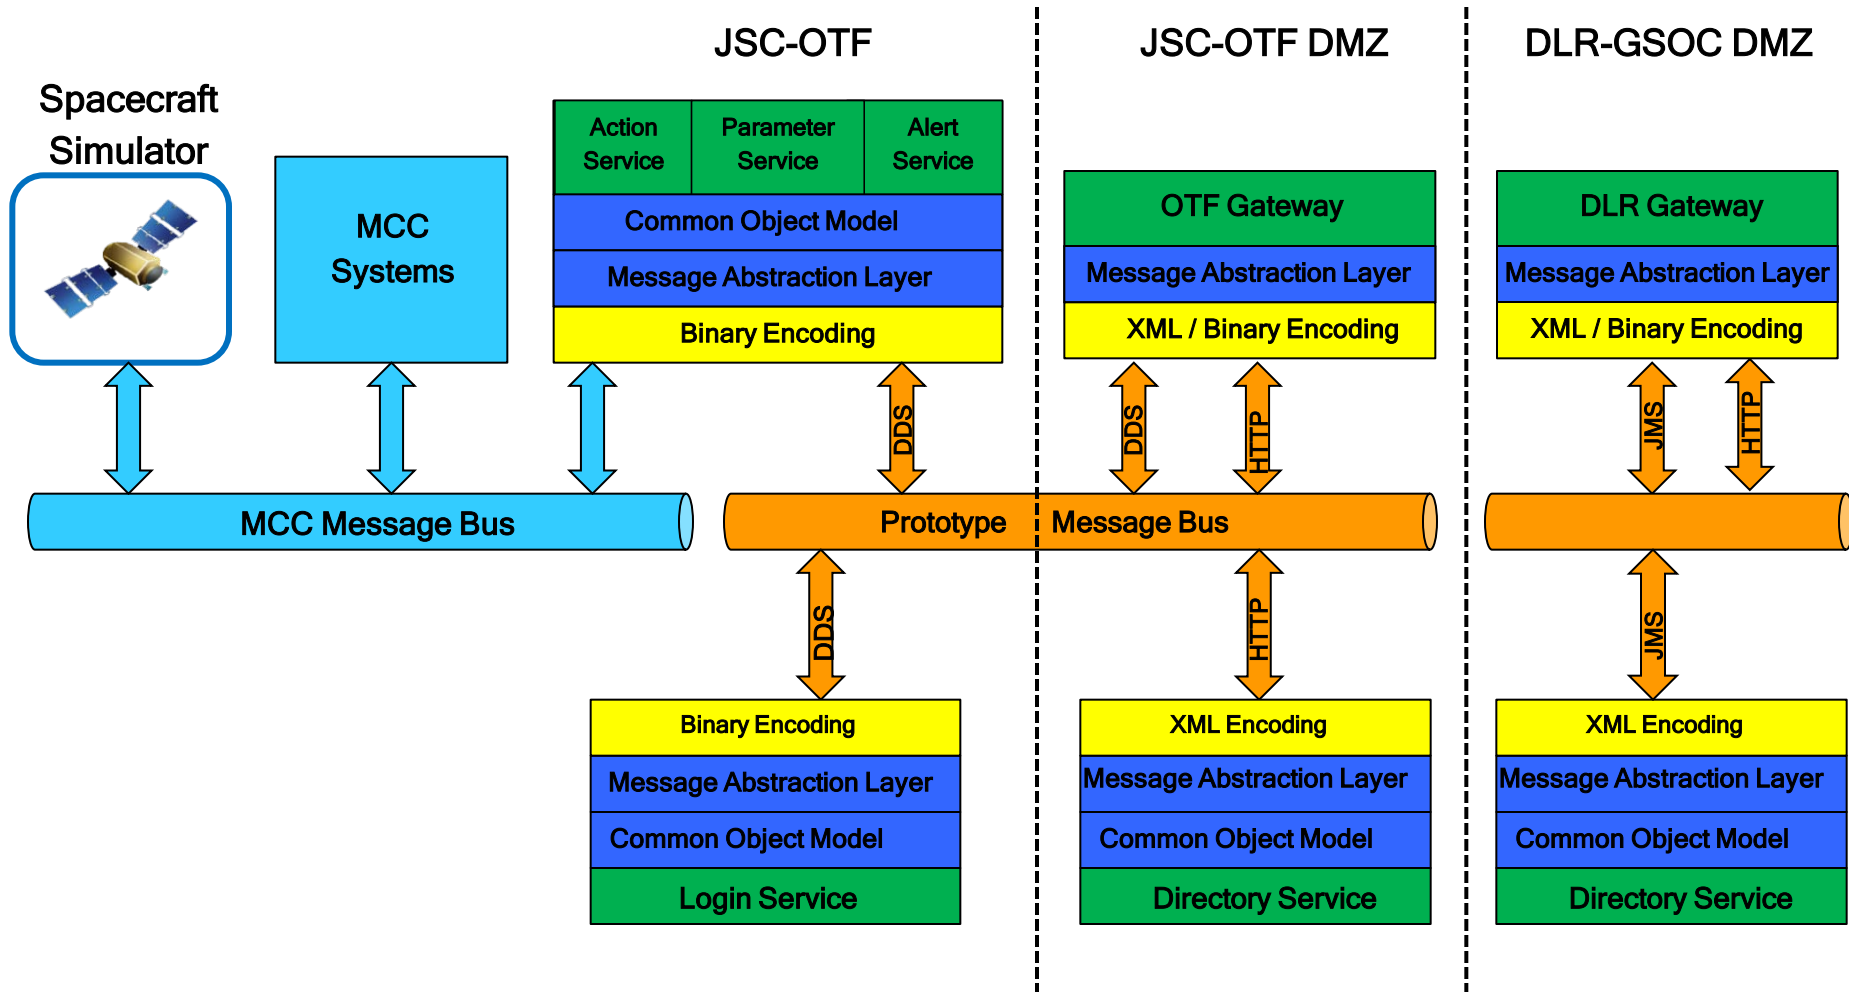 JSC-OTF
JSC-OTF DMZ
DLR-GSOC DMZ
Spacecraft
Simulator
MCC
Systems
Action
Service
Parameter
Service
Alert
Service
Common Object Model
Message Abstraction Layer
Binary Encoding
OTF Gateway
Message Abstraction Layer
XML / Binary Encoding
DLR Gateway
Message Abstraction Layer
XML / Binary Encoding
DDS
DDS
HTTP
JMS
HTTP
MCC Message Bus
Prototype Message Bus
DDS
HTTP
JMS
Binary Encoding
Message Abstraction Layer
Common Object Model
Login Service
XML Encoding
Message Abstraction Layer
Common Object Model
Directory Service
XML Encoding
Message Abstraction Layer
Common Object Model
Directory Service